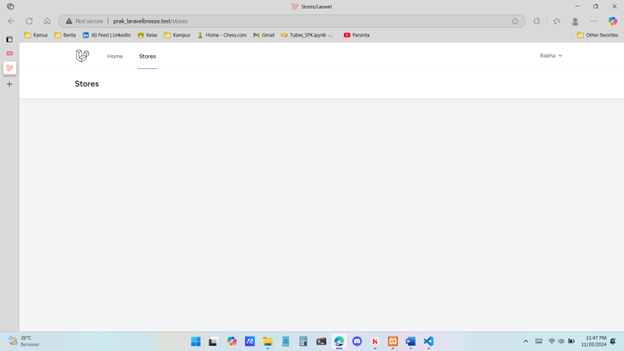 Stores/Laravel
Not secure
prak_laravelbreeze.test/stores
Kamus
Berita
(6) Feed | LinkedIn
Kelas
Kampus
Home - Chess.com
Gmail
Tubes_SPK.ipynb -...
Parsinta
Other favorites
Home
Stores
Rakha
Stores
26°C
Berawan
11:47 PM
11/20/2024